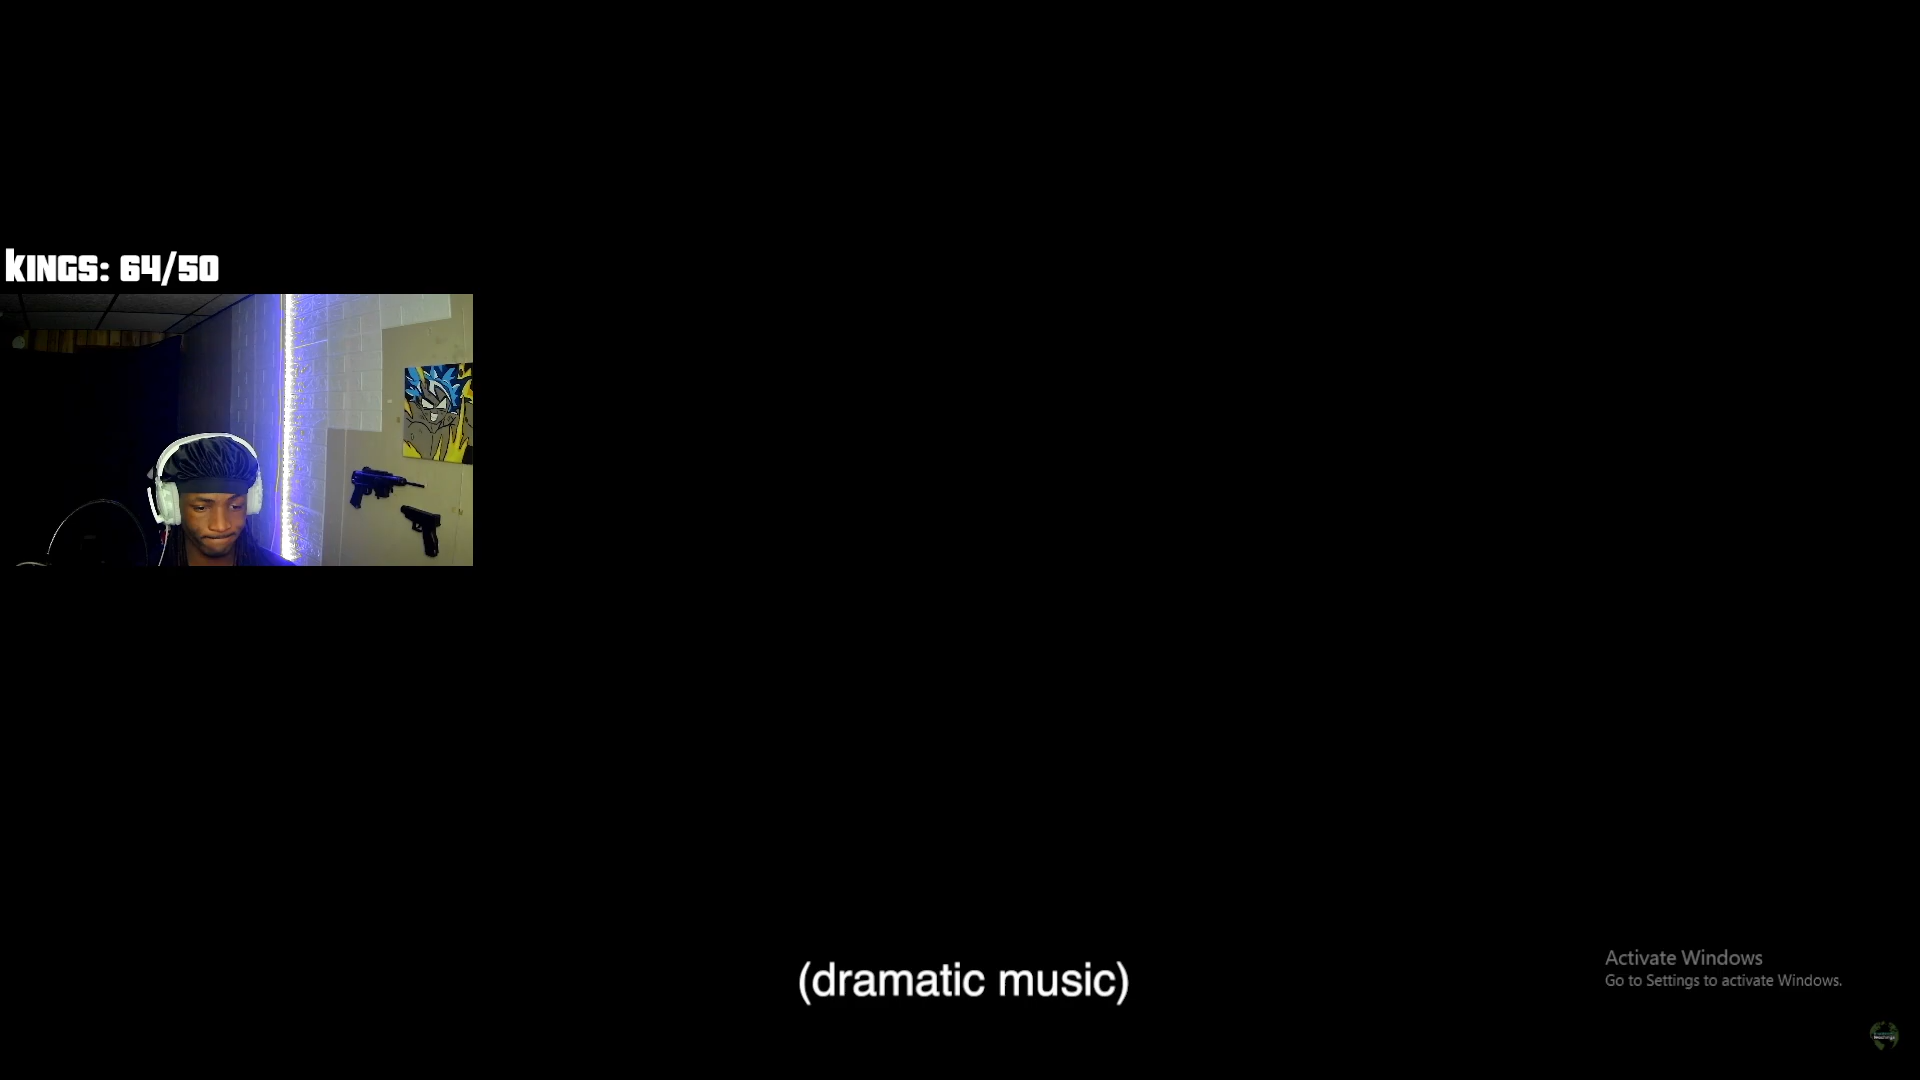 KINGS: 64/50
(dramatic music)
Activate Windows
Go to Settings to activate Windows.